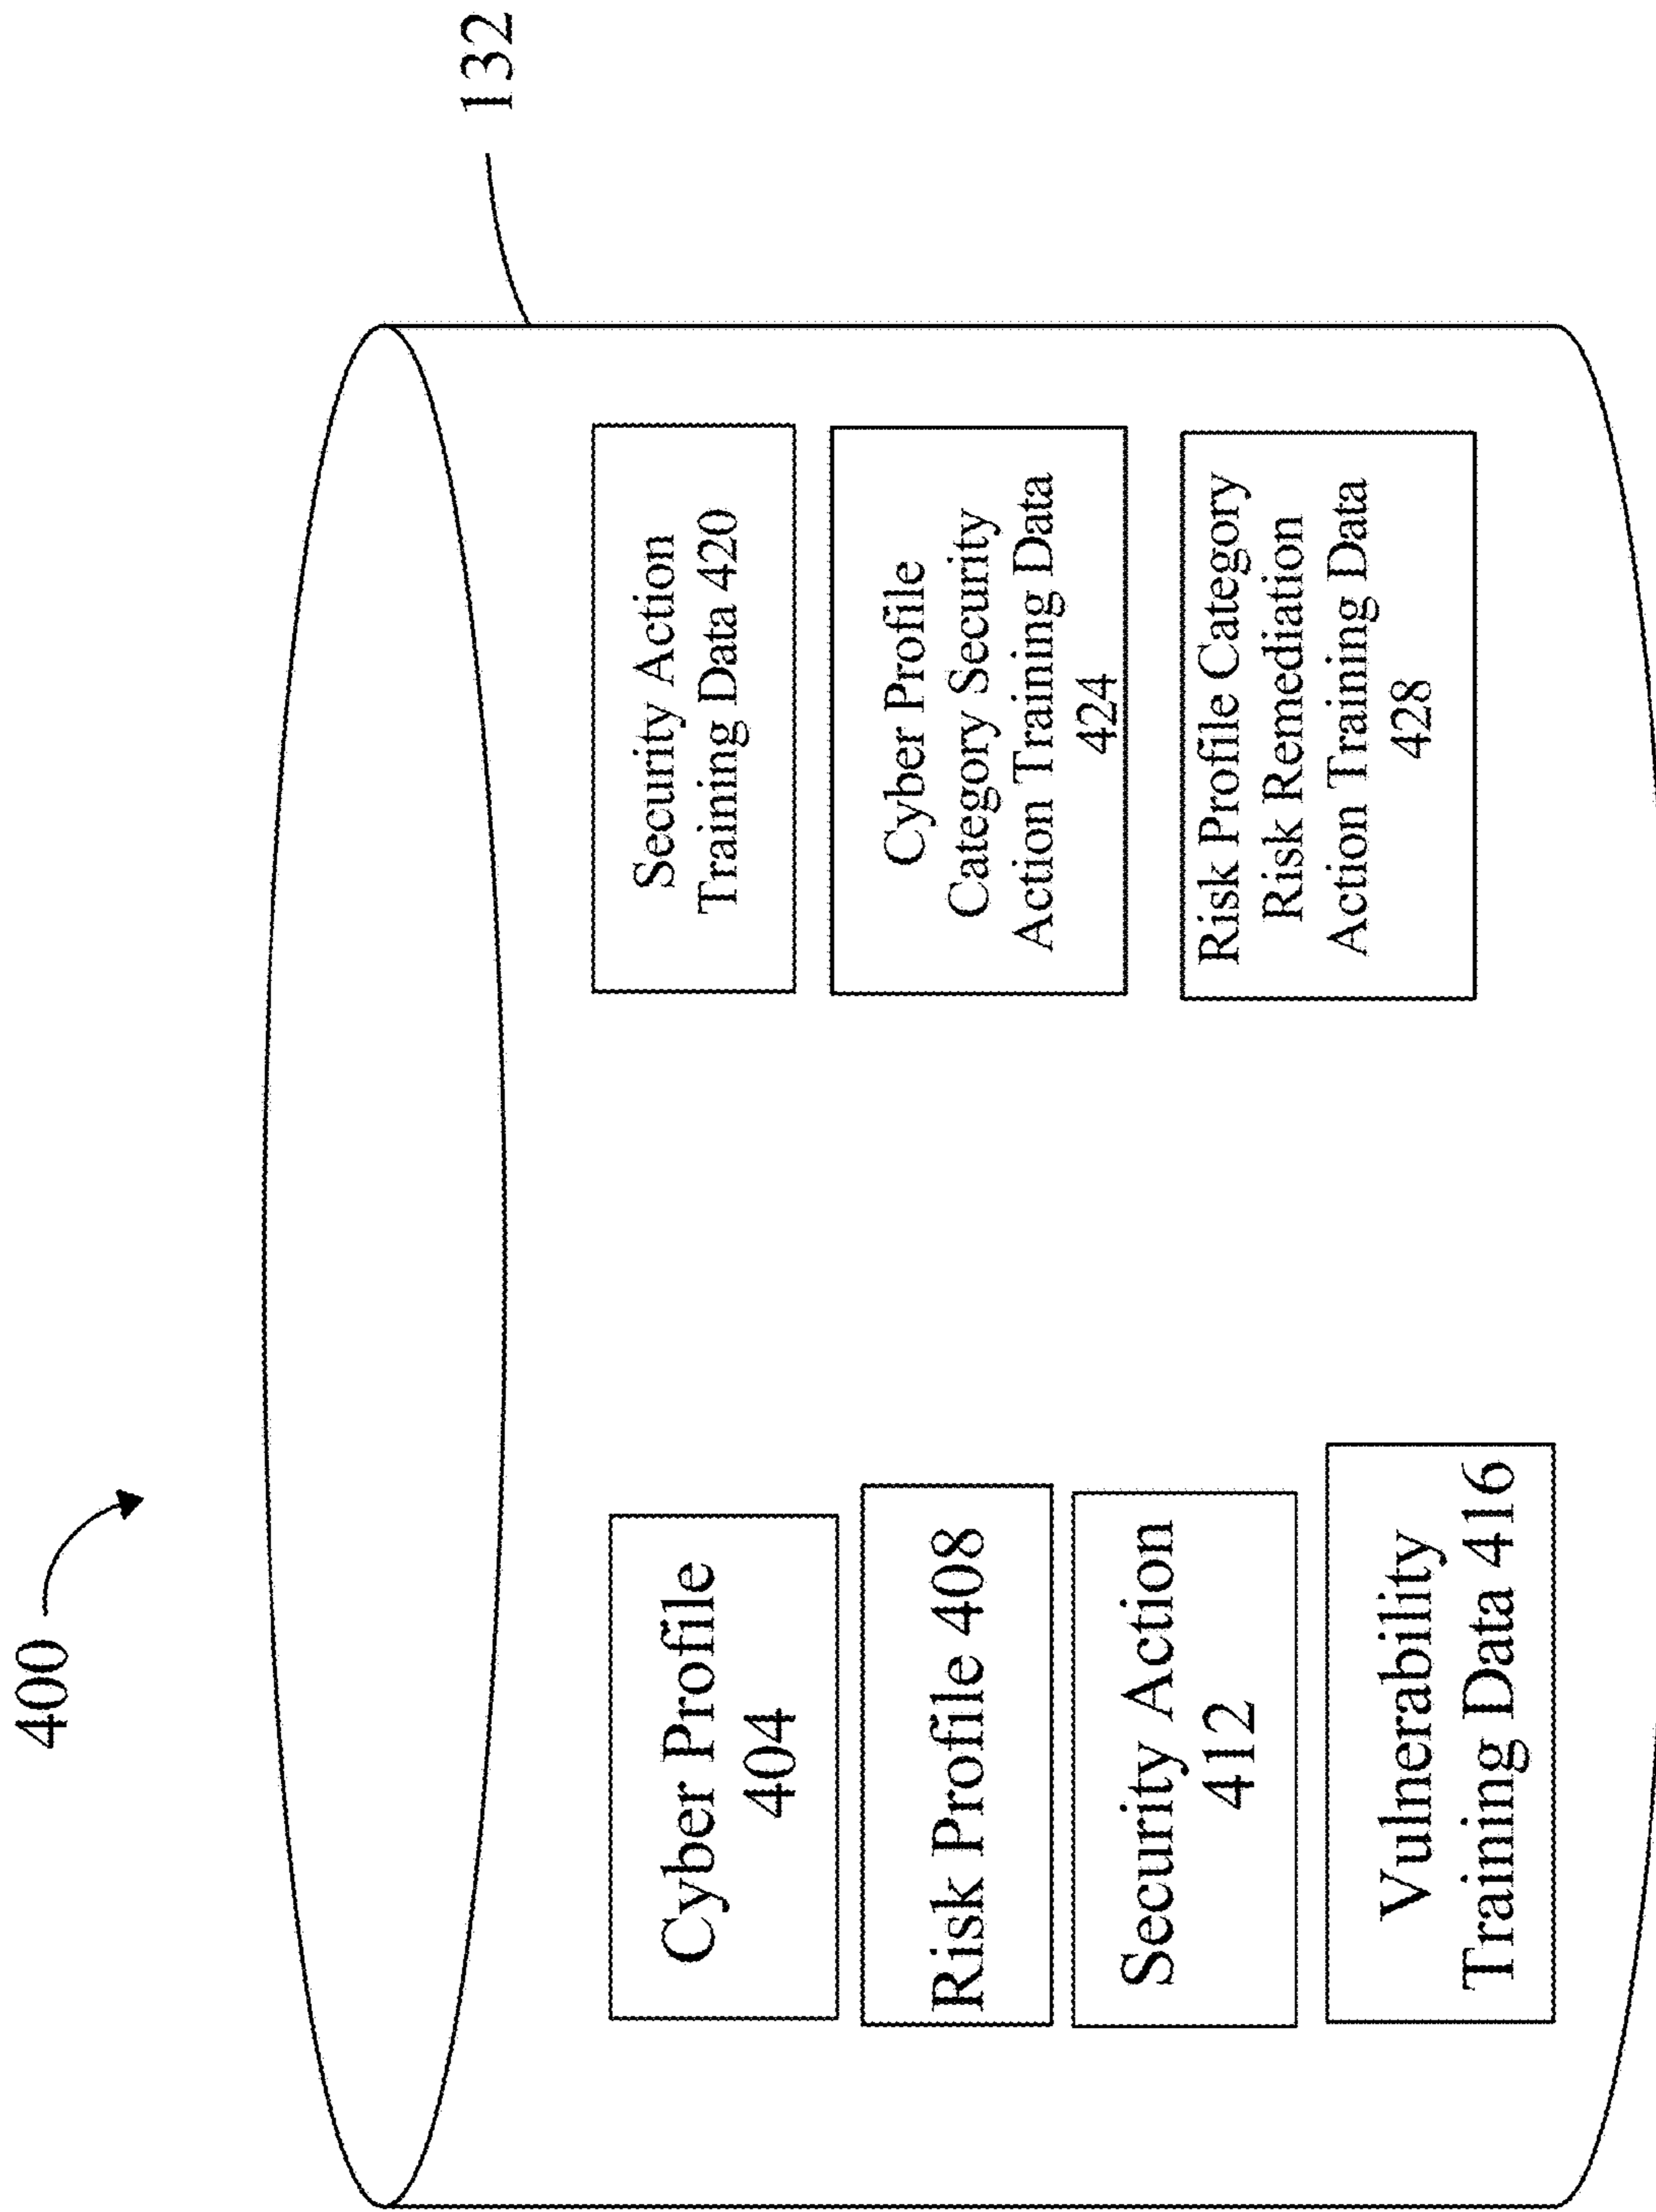 400
132
Cyber Profile
404
Risk Profile 408
Security Action
412
Vulnerability
Training Data 416
Security Action
Training Data 420
Cyber Profile
Category Security
Action Training Data
424
Risk Profile Category
Risk Remediation
Action Training Data
428